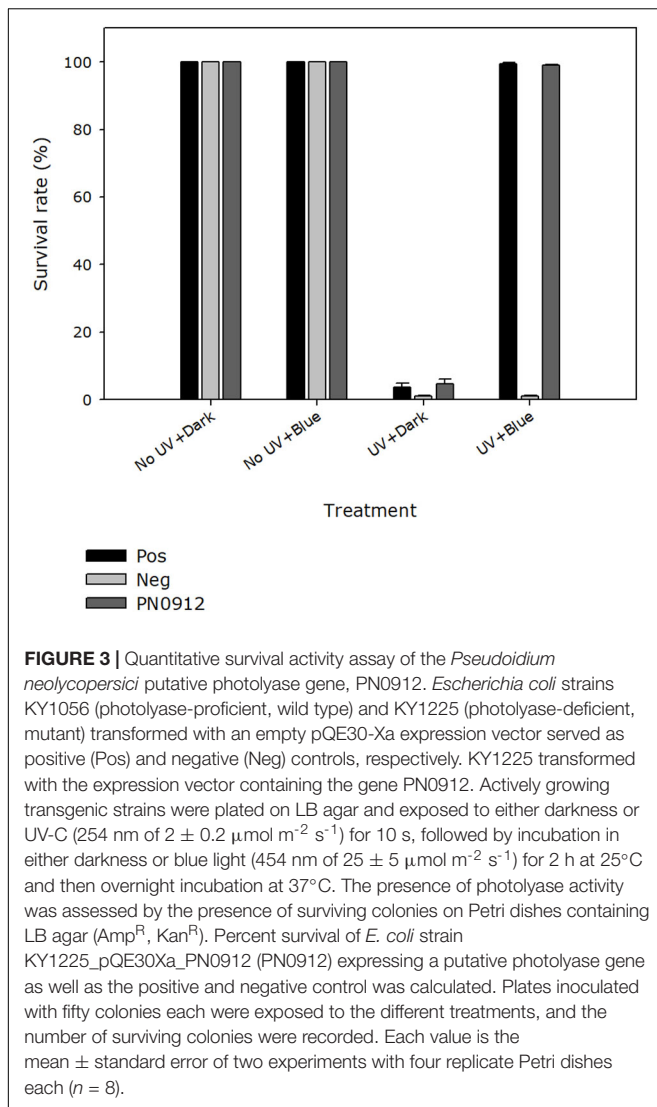 100
80
60
40
20
0
Survival rate (%)
No UV+Dark
No UV+Blue
UV+Dark
UV+Blue
Treatment
Pos
Neg
PN0912
FIGURE 3 | Quantitative survival activity assay of the Pseudoidium
neolycopersici putative photolyase gene, PN0912. Escherichia coli strains
KY1056 (photolyase-proficient, wild type) and KY1225 (photolyase-deficient,
mutant) transformed with an empty pQE30-Xa expression vector served as
positive (Pos) and negative (Neg) controls, respectively. KY1225 transformed
with the expression vector containing the gene PN0912. Actively growing
transgenic strains were plated on LB agar and exposed to either darkness or
UV-C (254 nm of 2 ± 0.2 μmol m-2 s-1) for 10 s, followed by incubation in
either darkness or blue light (454 nm of 25 ± 5 μmol m-2 s-1) for 2 h at 25°C
and then overnight incubation at 37°C. The presence of photolyase activity
was assessed by the presence of surviving colonies on Petri dishes containing
LB agar (AmpR, KanR). Percent survival of E. coli strain
KY1225_pQE30Xa_PN0912 (PN0912) expressing a putative photolyase gene
as well as the positive and negative control was calculated. Plates inoculated
with fifty colonies each were exposed to the different treatments, and the
number of surviving colonies were recorded. Each value is the
mean ± standard error of two experiments with four replicate Petri dishes
each (n = 8).